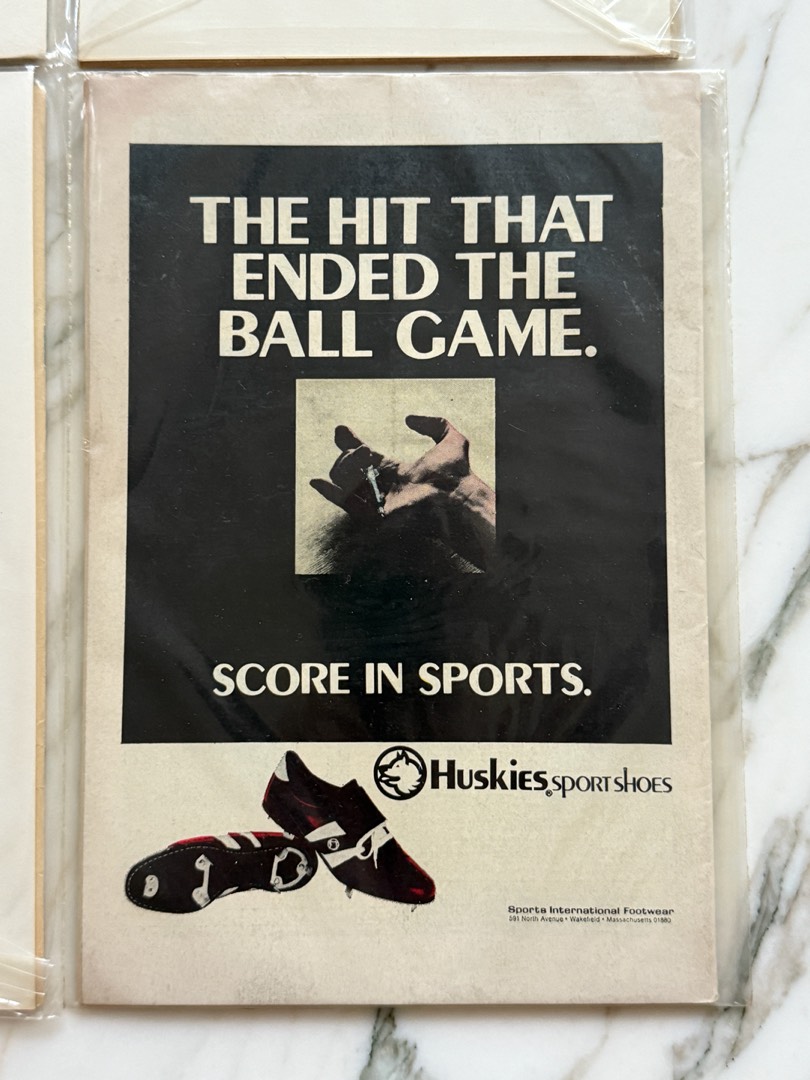 THE HIT THAT
ENDED THE
BALL GAME.
SCORE IN SPORTS.
Huskies® SPORT SHOES
Sports International Footwear
591 North Avenue • Wakefield • Massachusetts 01880